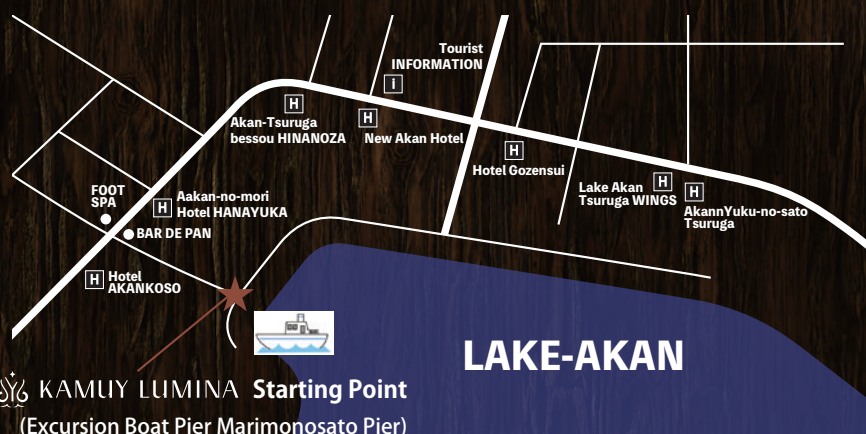 Tourist
INFORMATION
i
H
Akan-Tsuruga
bessou HINANOZA
H
New Akan Hotel
H
Hotel Gozensui
Lake Akan
Tsuruga WINGS
H
H
AkannYuku-no-sato
Tsuruga
FOOT
SPA
H
Aakan-no-mori
Hotel HANAYUKA
BAR DE PAN
H
Hotel
AKANKOSO
LAKE-AKAN
KAMUY LUMINA Starting Point
(Excursion Boat Pier Marimonosato Pier)